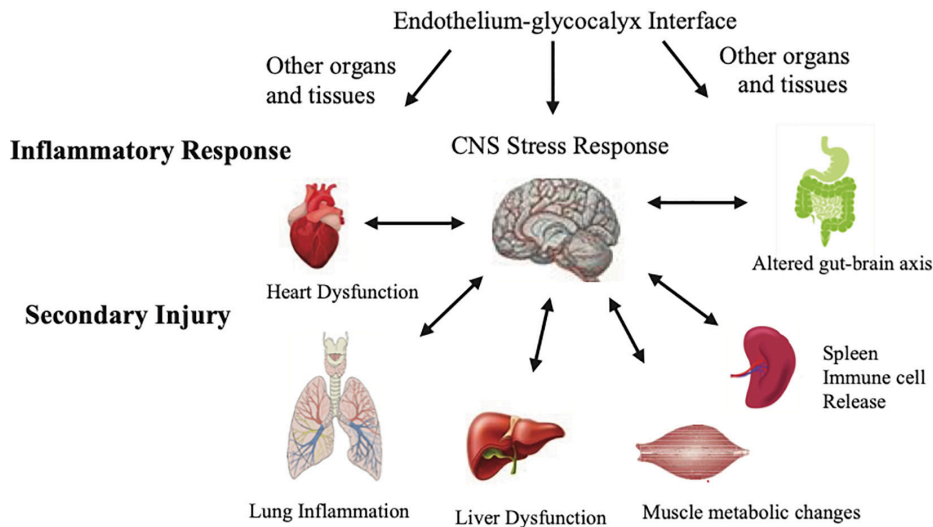 Endothelium-glycocalyx Interface
Other organs
and tissues
Other organs
and tissues
Inflammatory Response
CNS Stress Response
Altered gut-brain axis
Heart Dysfunction
Secondary Injury
Spleen
Immune cell
Release
Lung Inflammation
Liver Dysfunction
Muscle metabolic changes